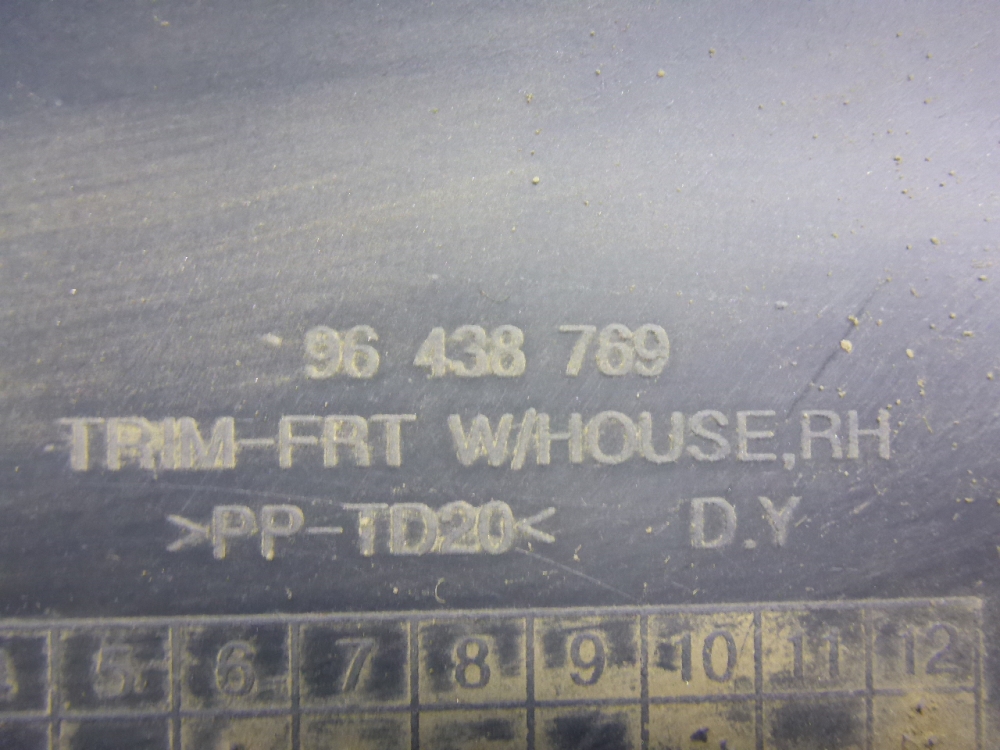 96 438 769
TRIM-FRT W/HOUSE,RH
>PP-TD20< D.Y
5 6 7 8 9 10 11 12